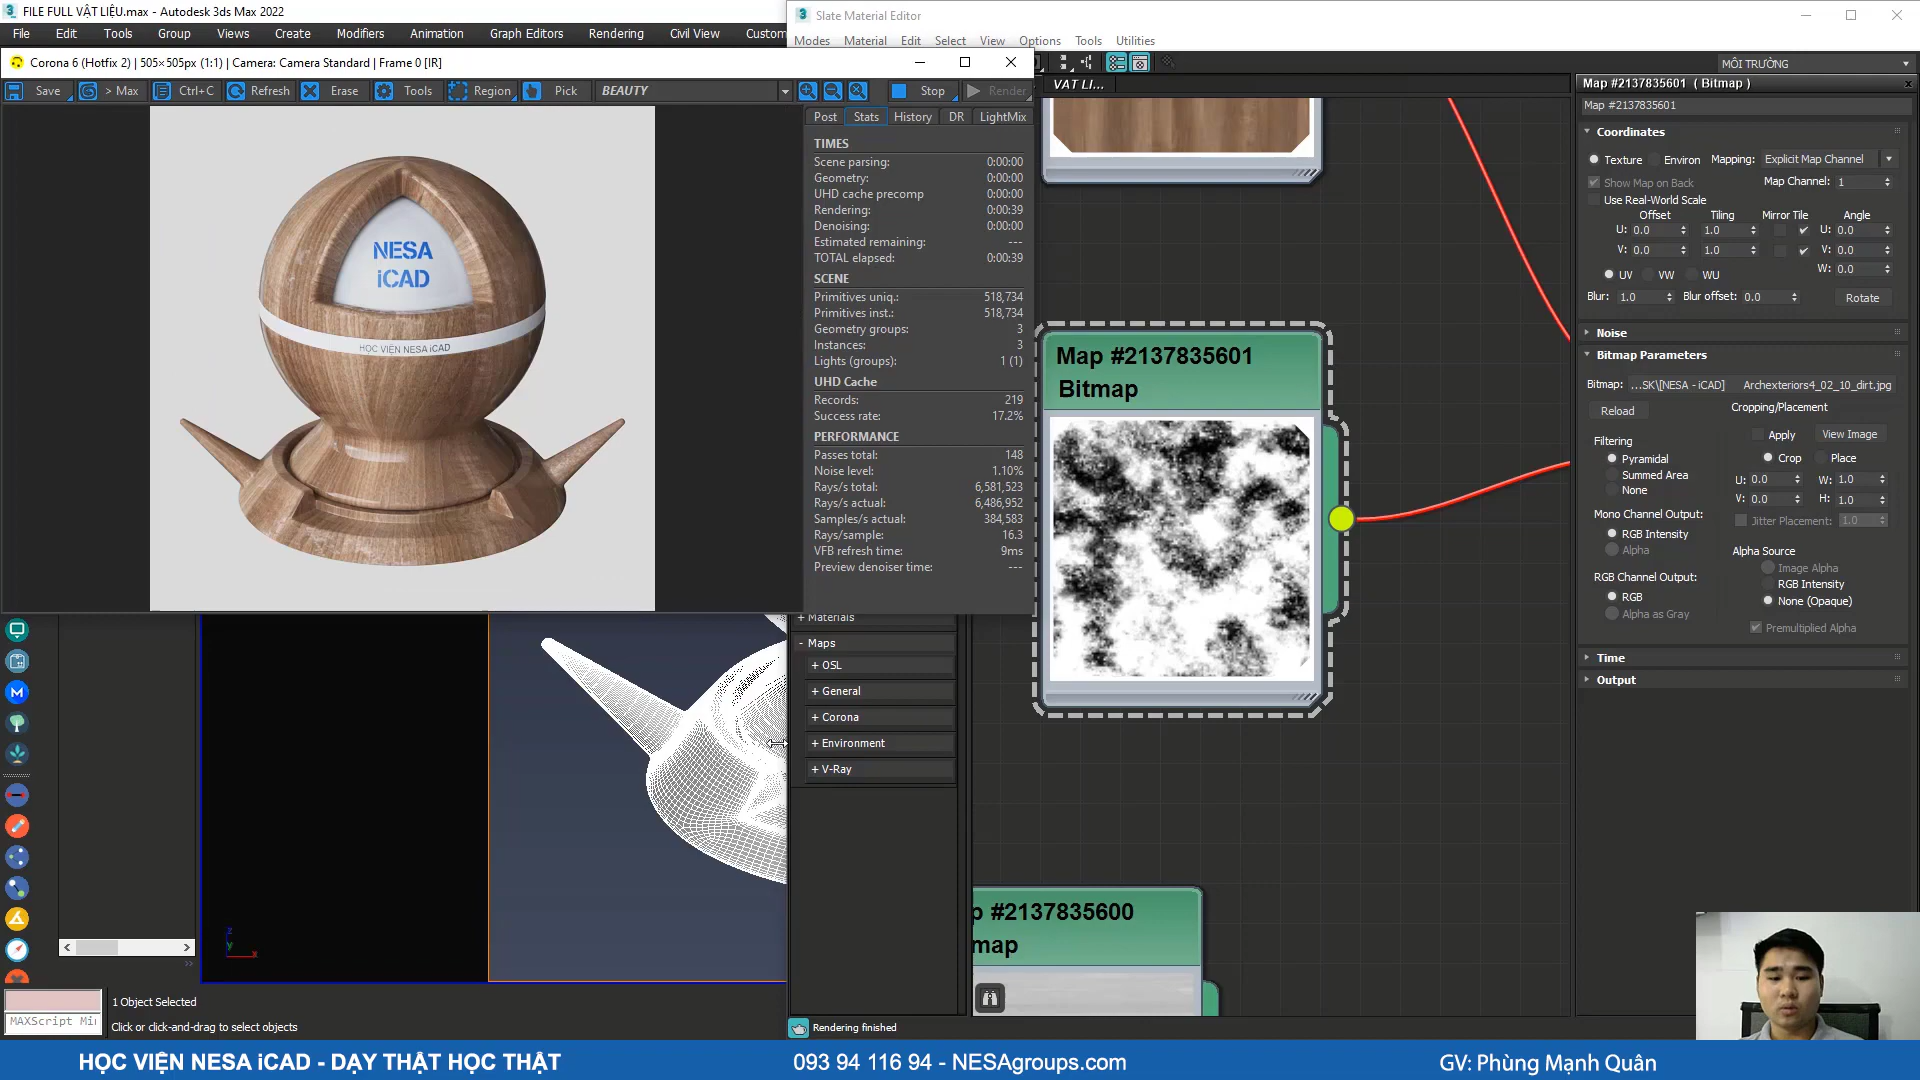 FILE FULL VẬT LIỆU.max - Autodesk 3ds Max 2022
File Edit Tools Group Views Create Modifiers Animation Graph Editors Rendering Civil View Custom
Slate Material Editor
Modes Material Edit Select View Options Tools Utilities
Corona 6 (Hotfix 2) | 505×505px (1:1) | Camera: Camera Standard | Frame 0 [IR]
Save > Max Ctrl+C Refresh Erase Tools Region Pick BEAUTY Stop Render
Post Stats History DR LightMix
TIMES
Scene parsing: 0:00:00
Geometry: 0:00:00
UHD cache precomp 0:00:00
Rendering: 0:00:39
Denoising: 0:00:00
Estimated remaining: ---
TOTAL elapsed: 0:00:39
SCENE
Primitives uniq.: 518,734
Primitives inst.: 518,734
Geometry groups: 3
Instances: 3
Lights (groups): 1 (1)
UHD Cache
Records: 219
Success rate: 17.2%
PERFORMANCE
Passes total: 148
Noise level: 1.10%
Rays/s total: 6,581,523
Rays/s actual: 6,486,952
Samples/s actual: 384,583
Rays/sample: 16.3
VFB refresh time: 9ms
Preview denoiser time: ---
NESA
iCAD
HỌC VIỆN NESA iCAD
+ Materials
- Maps
+ OSL
+ General
+ Corona
+ Environment
+ V-Ray
VAT LI...
Map #2137835601
Bitmap
p #2137835600
map
MÔI TRƯỜNG
Map #2137835601 ( Bitmap )
Map #2137835601
Coordinates
Texture Environ Mapping: Explicit Map Channel
Show Map on Back Map Channel: 1
Use Real-World Scale
Offset Tiling Mirror Tile Angle
U: 0.0 1.0 U: 0.0
V: 0.0 1.0 V: 0.0
W: 0.0
UV VW WU
Blur: 1.0 Blur offset: 0.0 Rotate
Noise
Bitmap Parameters
Bitmap: ...SK\[NESA - iCAD] Archexteriors4_02_10_dirt.jpg
Reload Cropping/Placement
Apply View Image
Filtering
Pyramidal Crop Place
Summed Area
None
U: 0.0 W: 1.0
V: 0.0 H: 1.0
Mono Channel Output:
RGB Intensity
Alpha
Jitter Placement: 1.0
Alpha Source
Image Alpha
RGB Intensity
None (Opaque)
RGB Channel Output:
RGB
Alpha as Gray
Premultiplied Alpha
Time
Output
z
y
x
1 Object Selected
MAXScript Mi
Click or click-and-drag to select objects
Rendering finished
HỌC VIỆN NESA iCAD - DẠY THẬT HỌC THẬT
093 94 116 94 - NESAgroups.com
GV: Phùng Mạnh Quân